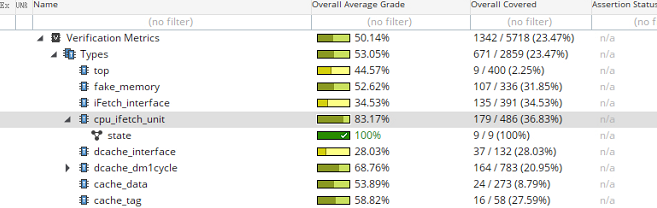 Ex UNR Name Overall Average Grade Overall Covered Assertion Status
(no filter) (no filter) (no filter) (no filter)
Verification Metrics 50.14% 1342 / 5718 (23.47%) n/a
Types 53.05% 671 / 2859 (23.47%) n/a
top 44.57% 9 / 400 (2.25%) n/a
fake_memory 52.62% 107 / 336 (31.85%) n/a
iFetch_interface 34.53% 135 / 391 (34.53%) n/a
cpu_ifetch_unit 83.17% 179 / 486 (36.83%) n/a
state 100% 9 / 9 (100%) n/a
dcache_interface 28.03% 37 / 132 (28.03%) n/a
dcache_dm1cycle 68.76% 164 / 783 (20.95%) n/a
cache_data 53.89% 24 / 273 (8.79%) n/a
cache_tag 58.82% 16 / 58 (27.59%) n/a